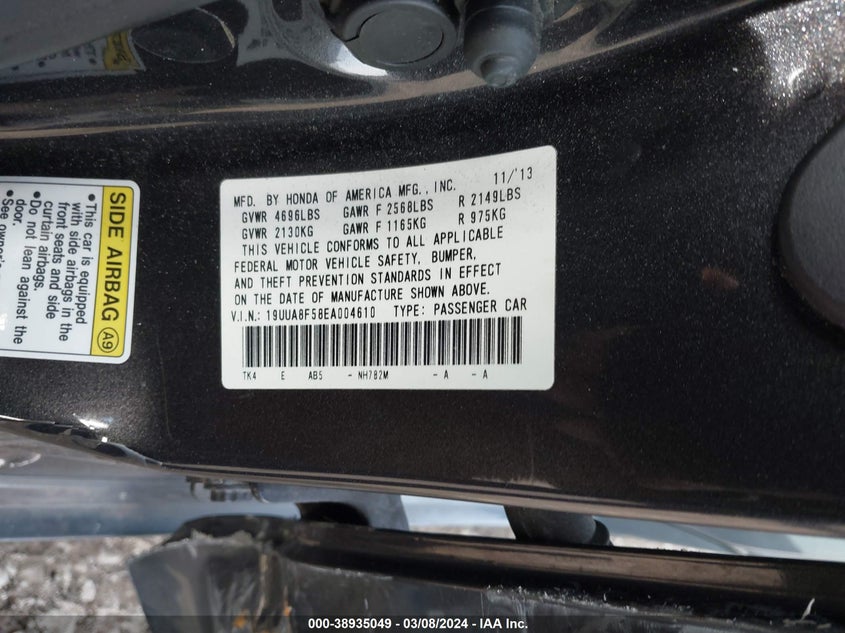 SIDE AIRBAG A9
• This car is equipped
with side airbags in the
front seats and side
curtain airbags.
• Do not lean against the
door.
• See owner's
MFD. BY HONDA OF AMERICA MFG., INC. 11/'13
GVWR 4696LBS GAWR F 2568LBS R 2149LBS
GVWR 2130KG GAWR F 1165KG R 975KG
THIS VEHICLE CONFORMS TO ALL APPLICABLE
FEDERAL MOTOR VEHICLE SAFETY, BUMPER,
AND THEFT PREVENTION STANDARDS IN EFFECT
ON THE DATE OF MANUFACTURE SHOWN ABOVE.
V.I.N.: 19UUA8F58EA004610 TYPE: PASSENGER CAR
TK4 E AB5 - NH782M - A - A
000-38935049 - 03/08/2024 - IAA Inc.